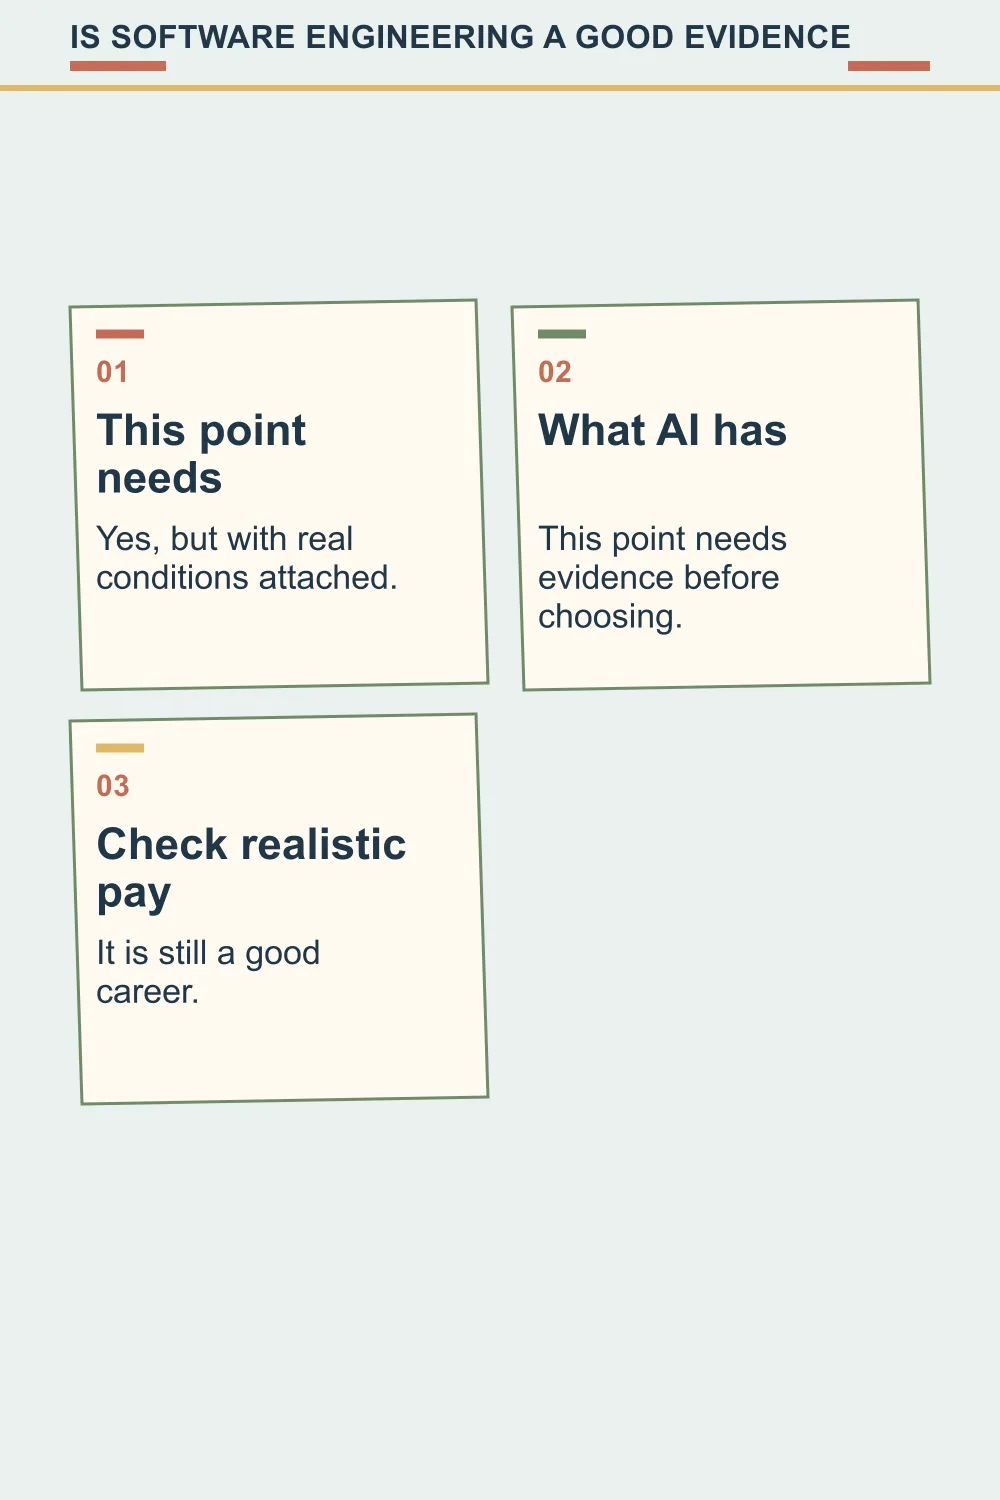 IS SOFTWARE ENGINEERING A GOOD EVIDENCE
01
This point
needs
Yes, but with real
conditions attached.
02
What AI has
This point needs
evidence before
choosing.
03
Check realistic
pay
It is still a good
career.